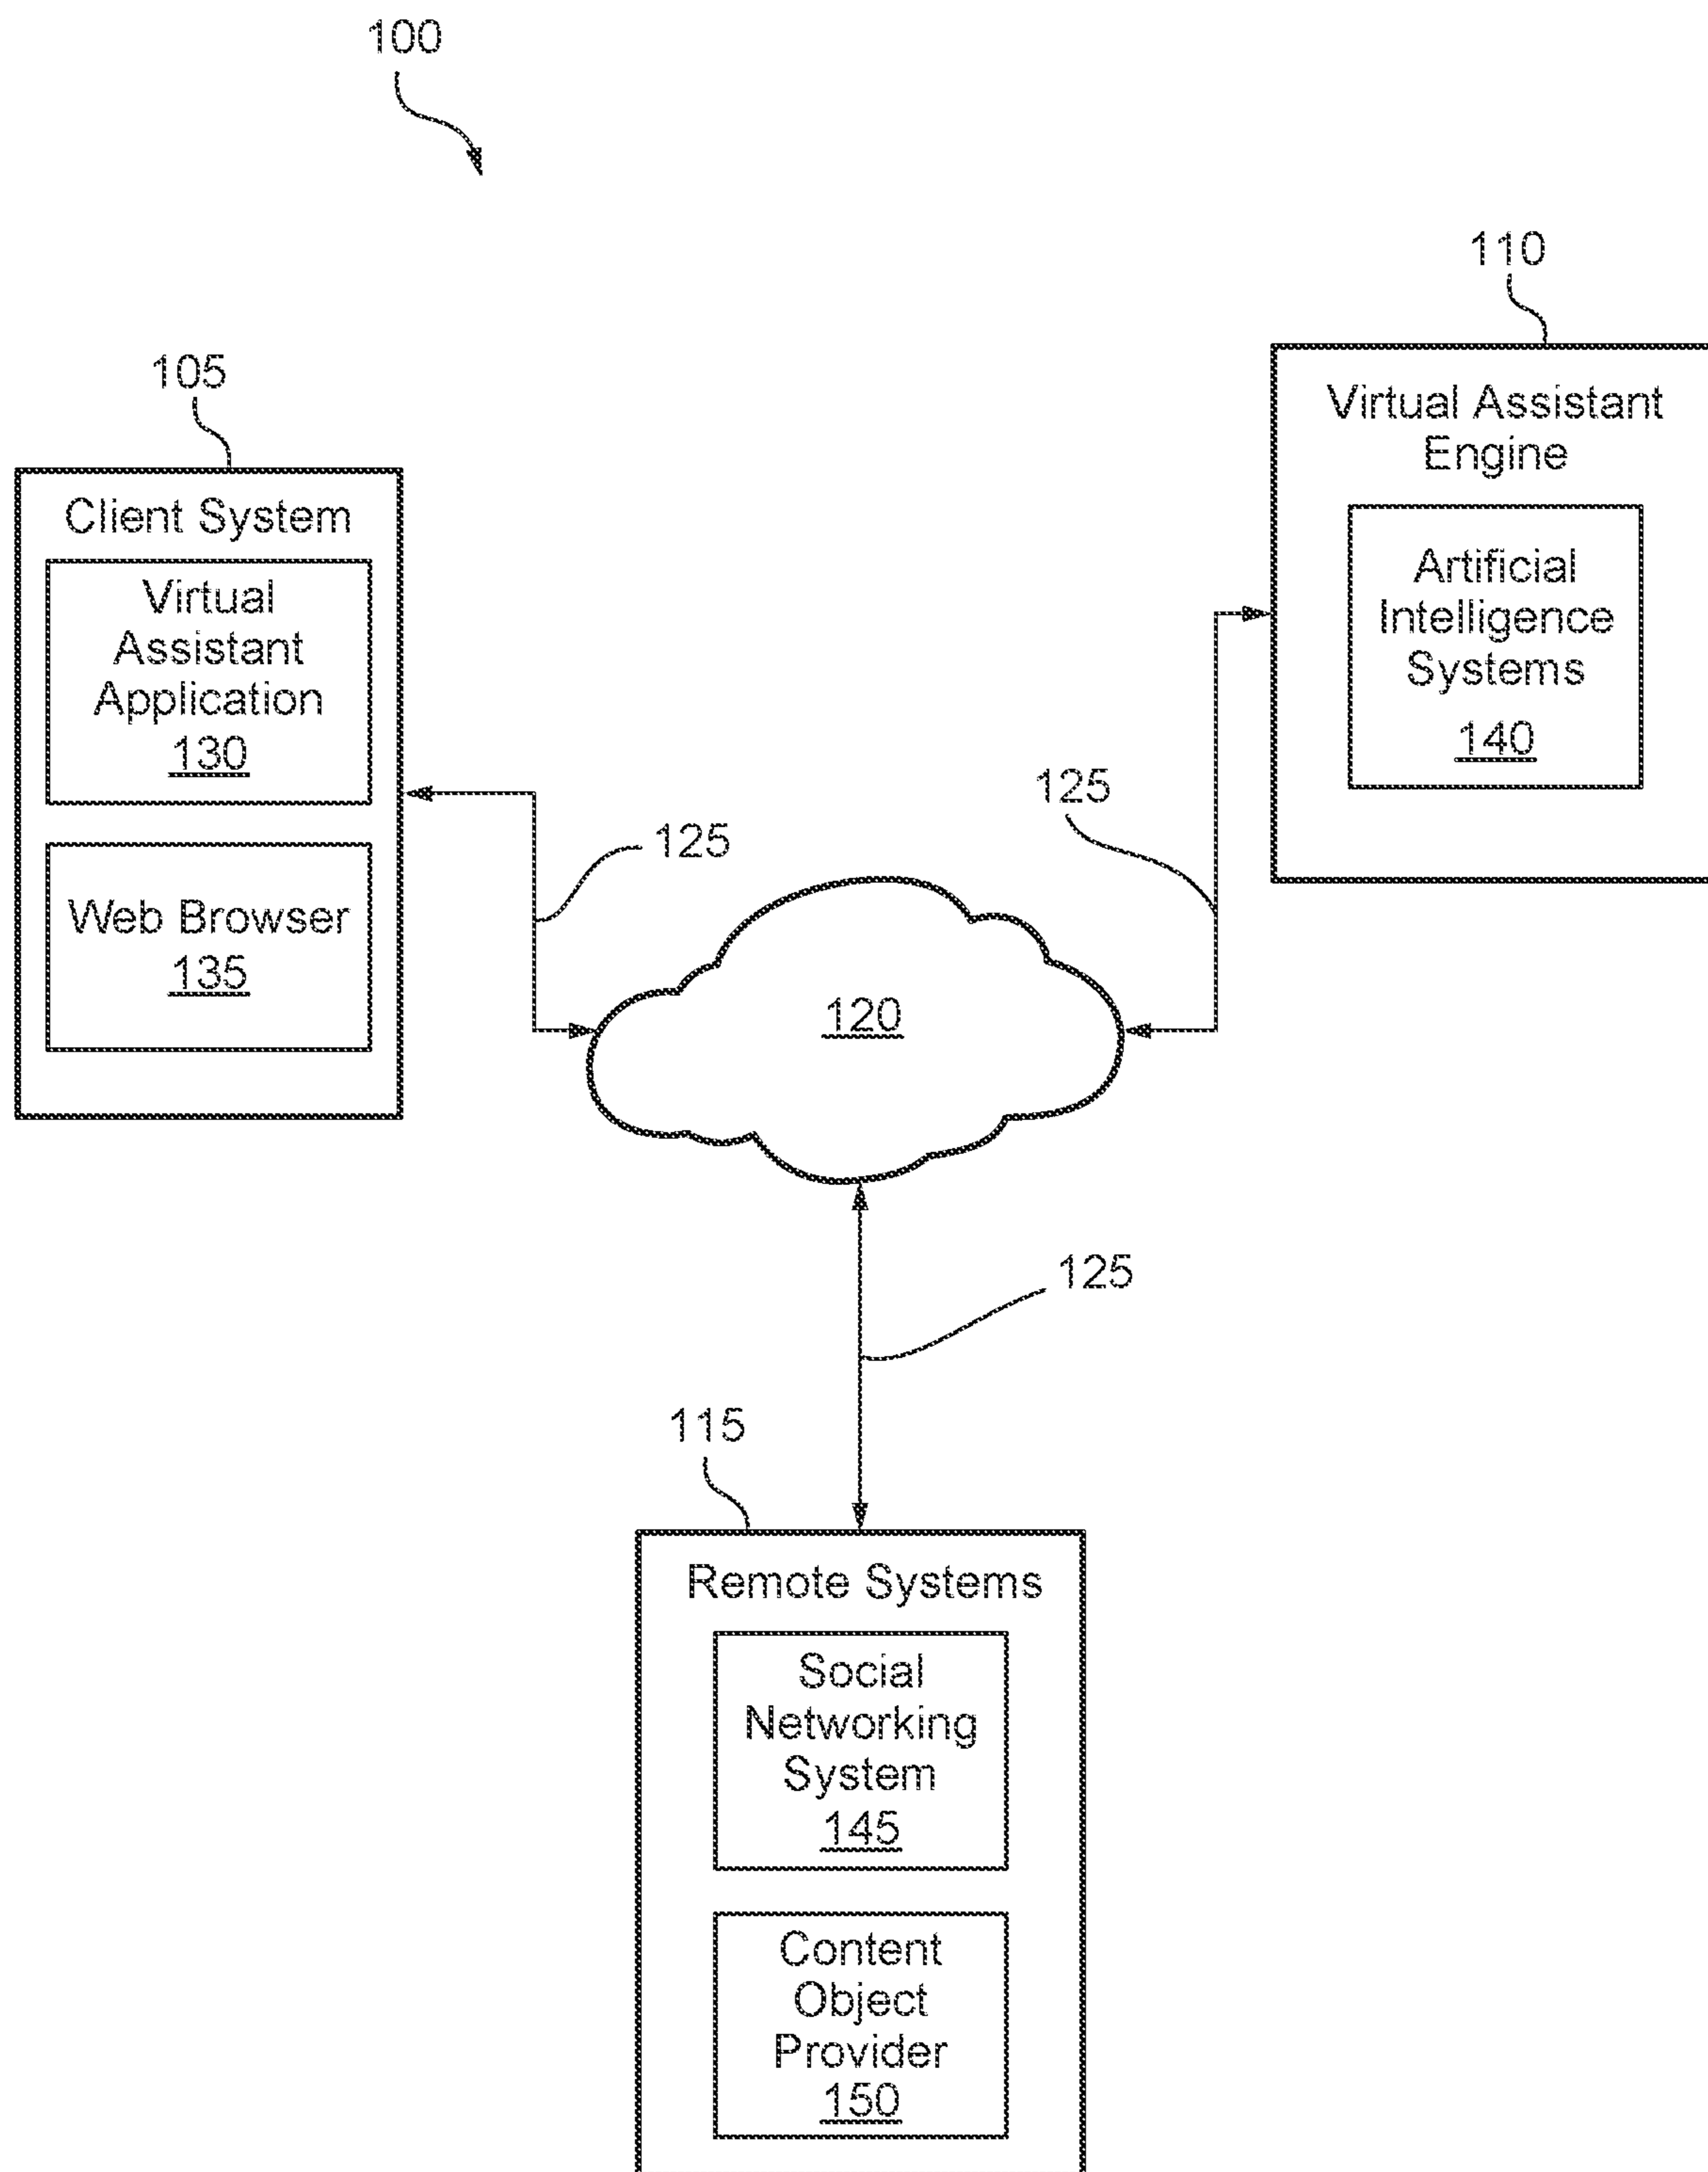 100
110
Virtual Assistant
Engine
Artificial
Intelligence
Systems
140
105
Client System
Virtual
Assistant
Application
130
Web Browser
135
125
125
120
125
115
Remote Systems
Social
Networking
System
145
Content
Object
Provider
150